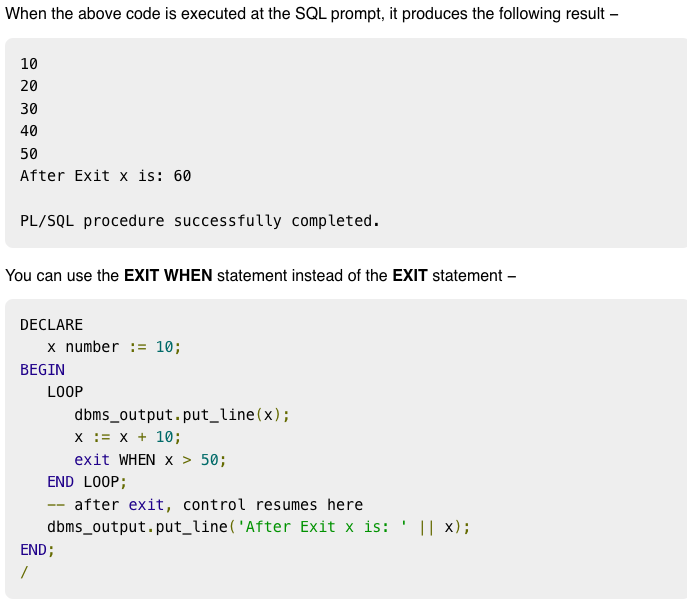 When the above code is executed at the SQL prompt, it produces the following result –
10
20
30
40
50
After Exit x is: 60
PL/SQL procedure successfully completed.
You can use the EXIT WHEN statement instead of the EXIT statement –
DECLARE
   x number := 10;
BEGIN
   LOOP
      dbms_output.put_line(x);
      x := x + 10;
      exit WHEN x > 50;
   END LOOP;
   -- after exit, control resumes here
   dbms_output.put_line('After Exit x is: ' || x);
END;
/